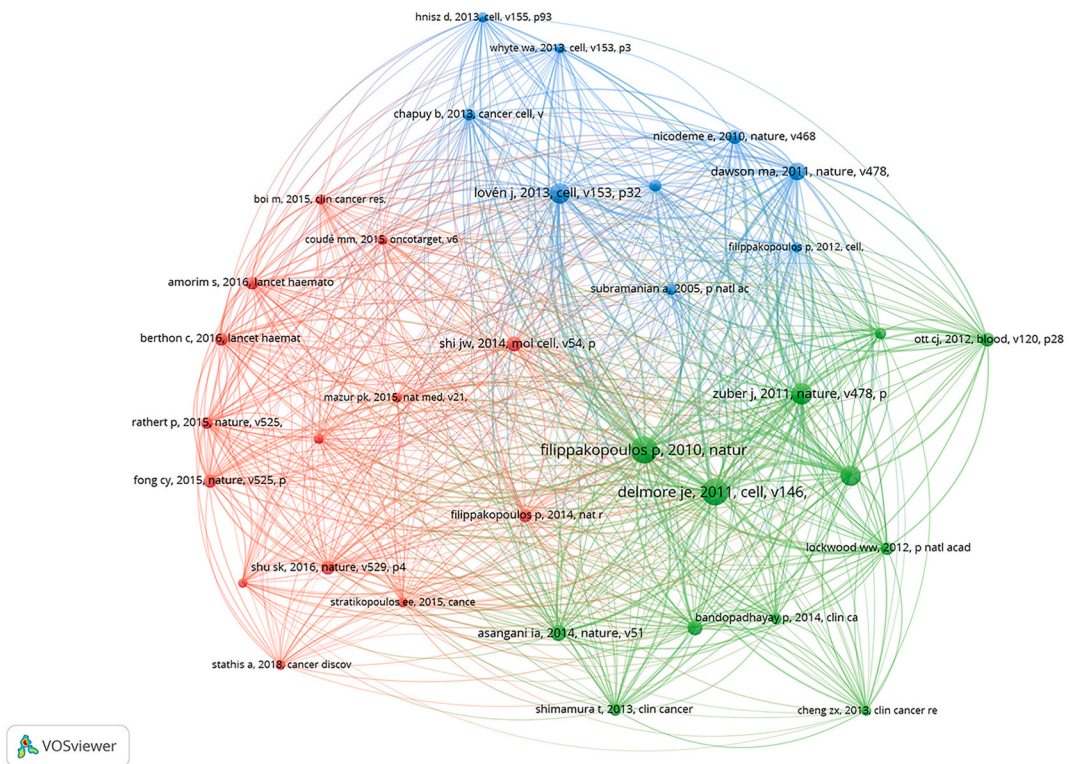 hnisz d, 2013, cell, v155, p93
whyte wa, 2013, cell, v153, p3
chapuy b, 2013, cancer cell, v
nicodeme e, 2010, nature, v468
dawson ma, 2011, nature, v478,
lovén j, 2013, cell, v153, p32
boi m, 2015, clin cancer res,
coudé mm, 2015, oncotarget, v6
filippakopoulos p, 2012, cell,
amorim s, 2016, lancet haemato
subramanian a, 2005, p natl ac
berthon c, 2016, lancet haemat
shi jw, 2014, mol cell, v54, p
ott cj, 2012, blood, v120, p28
mazur pk, 2015, nat med, v21,
zuber j, 2011, nature, v478, p
rathert p, 2015, nature, v525,
filippakopoulos p, 2010, natur
fong cy, 2015, nature, v525, p
delmore je, 2011, cell, v146,
filippakopoulos p, 2014, nat r
lockwood ww, 2012, p natl acad
shu sk, 2016, nature, v529, p4
stratikopoulos ee, 2015, cance
bandopadhayay p, 2014, clin ca
asangani ia, 2014, nature, v51
stathis a, 2018, cancer discov
shimamura t, 2013, clin cancer
cheng zx, 2013, clin cancer re
VOSviewer